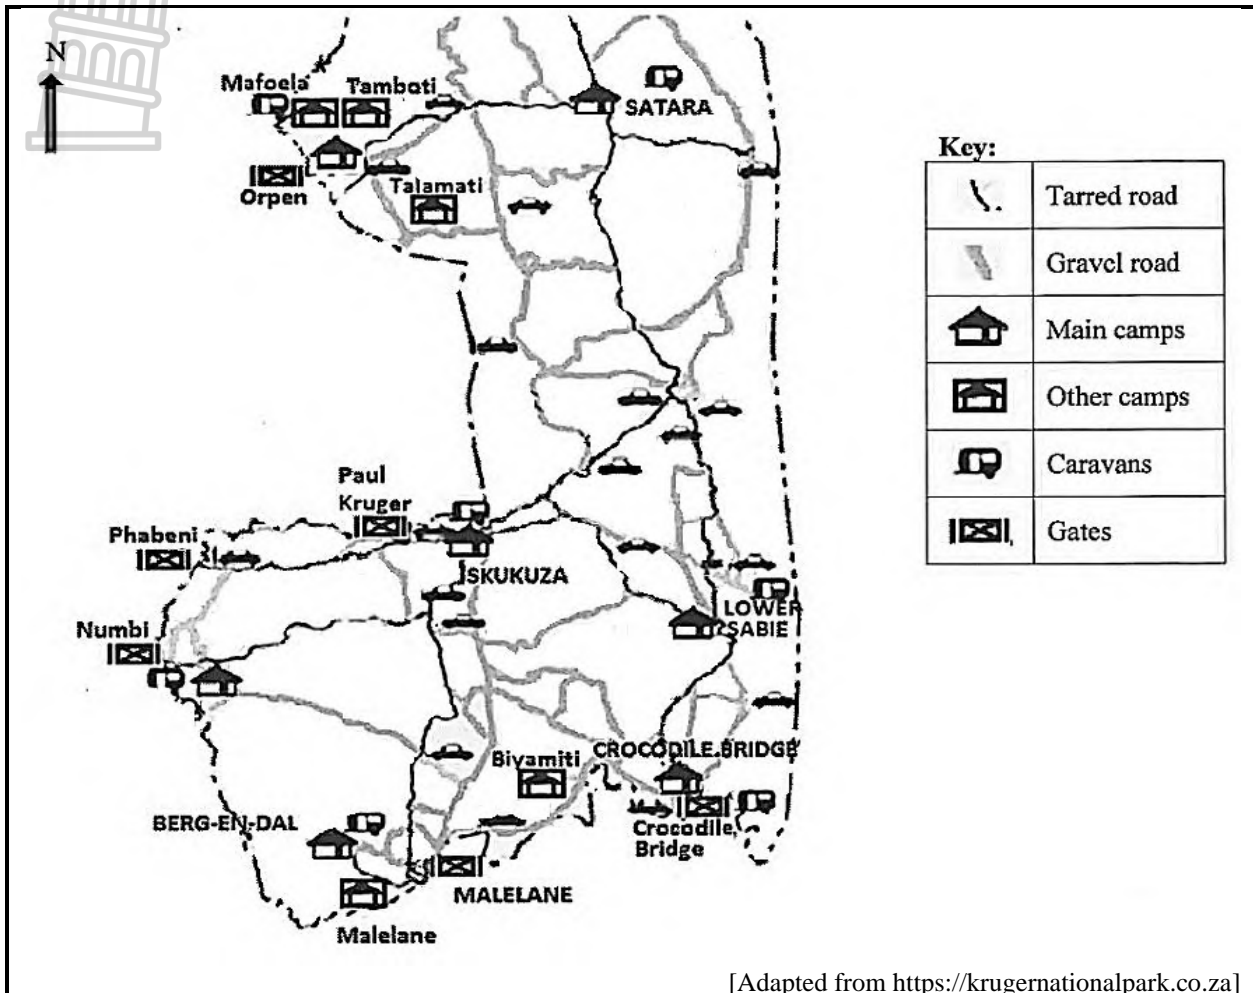 N
Mafoela
Tamboti
SATARA
Orpen
Talamati
Key:
Tarred road
Gravel road
Main camps
Other camps
Caravans
Gates
Paul
Kruger
Phabeni
SKUKUZA
LOWER
SABIE
Numbi
CROCODILE BRIDGE
Biyamiti
BERG-EN-DAL
Crocodile
Bridge
MALELANE
Malelane
[Adapted from https://krugernationalpark.co.za]